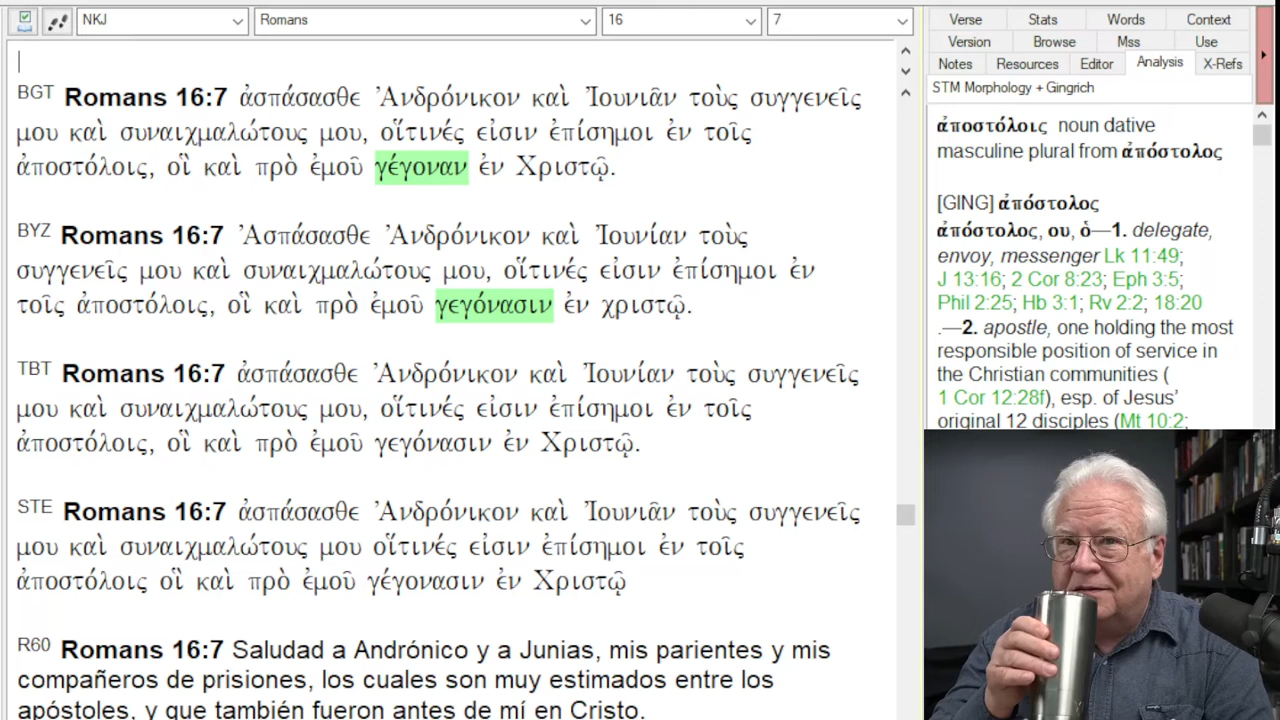 NKJ Romans 16 7
BGT Romans 16:7 ἀσπάσασθε Ἀνδρόνικον καὶ Ἰουνιᾶν τοὺς συγγενεῖς
μου καὶ συναιχμαλώτους μου, οἵτινές εἰσιν ἐπίσημοι ἐν τοῖς
ἀποστόλοις, οἳ καὶ πρὸ ἐμοῦ γέγοναν ἐν Χριστῷ.
BYZ Romans 16:7 Ἀσπάσασθε Ἀνδρόνικον καὶ Ἰουνίαν τοὺς
συγγενεῖς μου καὶ συναιχμαλώτους μου, οἵτινές εἰσιν ἐπίσημοι ἐν
τοῖς ἀποστόλοις, οἳ καὶ πρὸ ἐμοῦ γεγόνασιν ἐν χριστῷ.
TBT Romans 16:7 ἀσπάσασθε Ἀνδρόνικον καὶ Ἰουνίαν τοὺς συγγενεῖς
μου καὶ συναιχμαλώτους μου, οἵτινές εἰσιν ἐπίσημοι ἐν τοῖς
ἀποστόλοις, οἳ καὶ πρὸ ἐμοῦ γεγόνασιν ἐν Χριστῷ.
STE Romans 16:7 ἀσπάσασθε Ἀνδρόνικον καὶ Ἰουνιᾶν τοὺς συγγενεῖς
μου καὶ συναιχμαλώτους μου οἵτινές εἰσιν ἐπίσημοι ἐν τοῖς
ἀποστόλοις οἳ καὶ πρὸ ἐμοῦ γέγονασιν ἐν Χριστῷ
R60 Romans 16:7 Saludad a Andrónico y a Junias, mis parientes y mis
compañeros de prisiones, los cuales son muy estimados entre los
apóstoles, y que también fueron antes de mí en Cristo.
Verse Stats Words Context
Version Browse Mss Use
Notes Resources Editor Analysis X-Refs
STM Morphology + Gingrich
ἀποστόλοις noun dative
masculine plural from ἀπόστολος
[GING] ἀπόστολος
ἀπόστολος, ου, ὁ—1. delegate,
envoy, messenger Lk 11:49;
J 13:16; 2 Cor 8:23; Eph 3:5;
Phil 2:25; Hb 3:1; Rv 2:2; 18:20
.—2. apostle, one holding the most
responsible position of service in
the Christian communities (
1 Cor 12:28f), esp. of Jesus'
original 12 disciples (Mt 10:2;